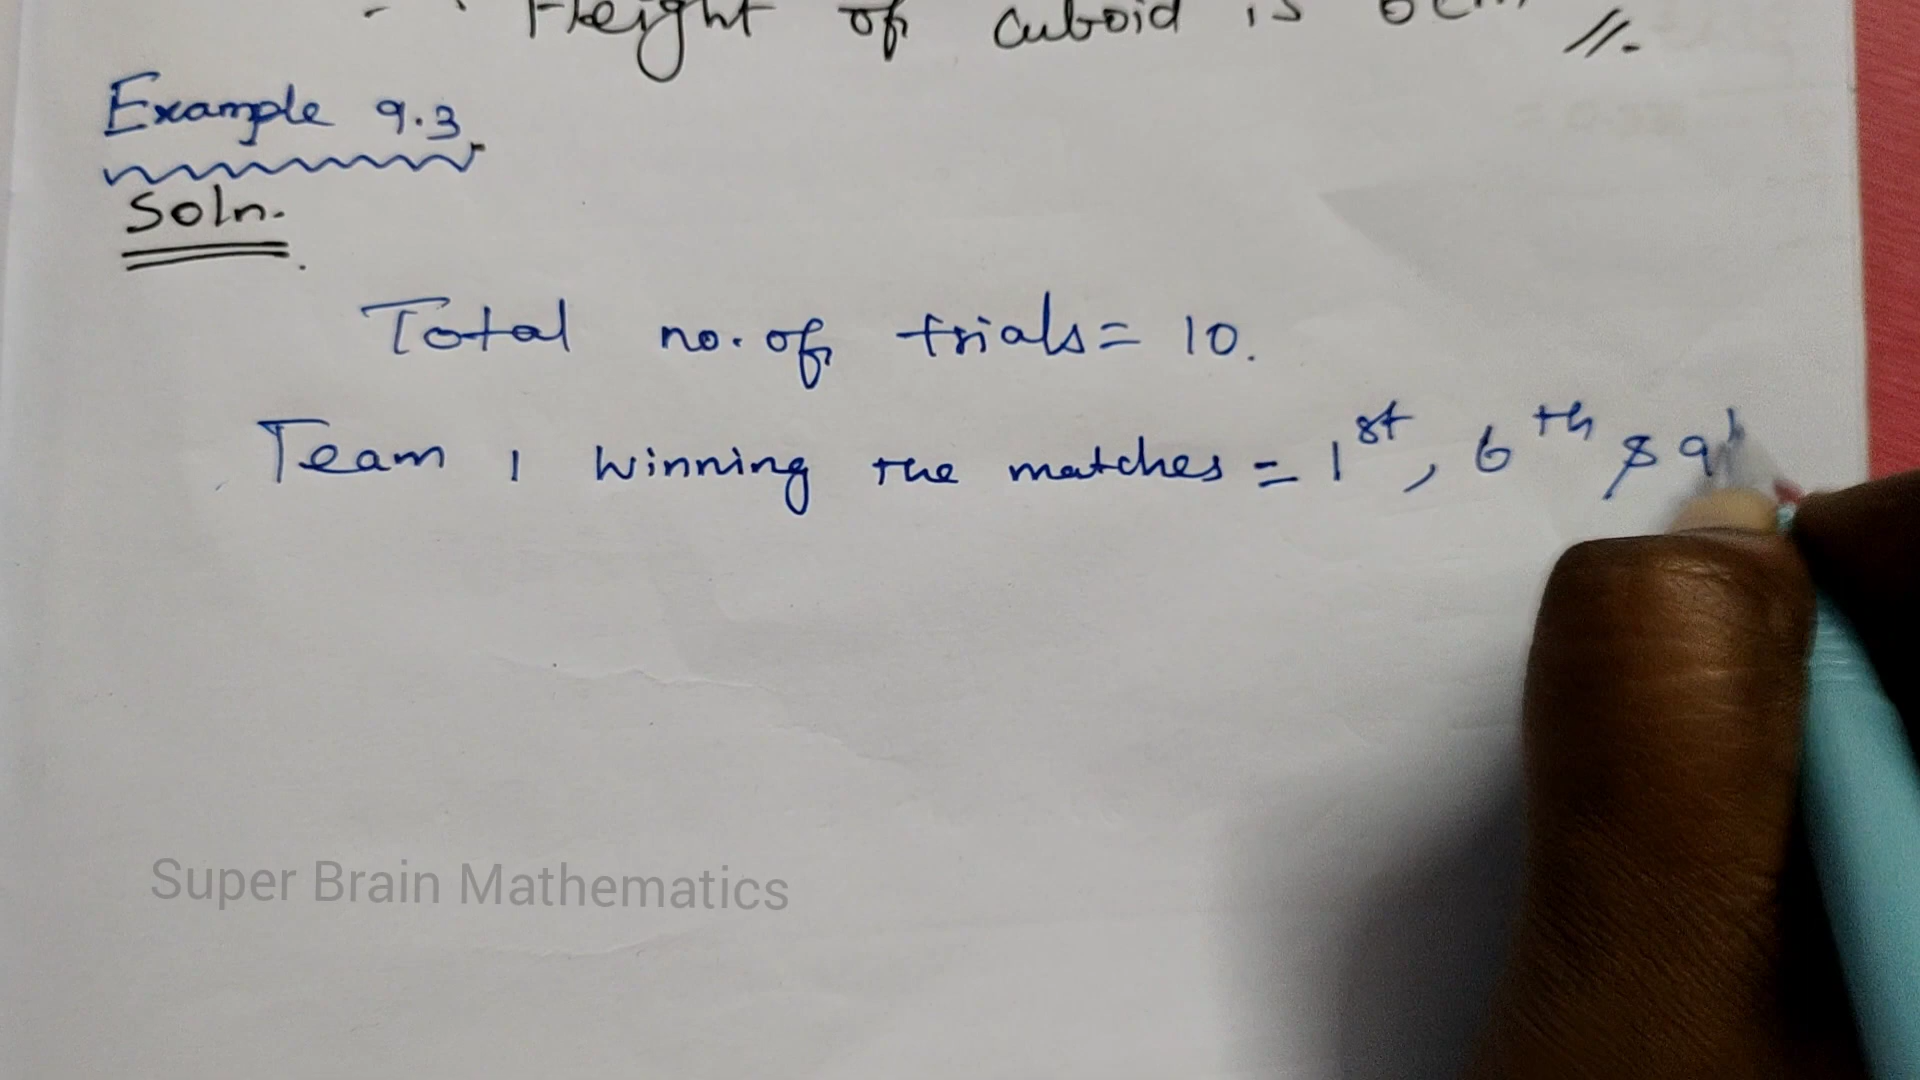 Height of cuboid is
Example 9.3
Soln.
Total no. of trials = 10.
Team 1 winning the matches = 1st, 6th & 9
Super Brain Mathematics